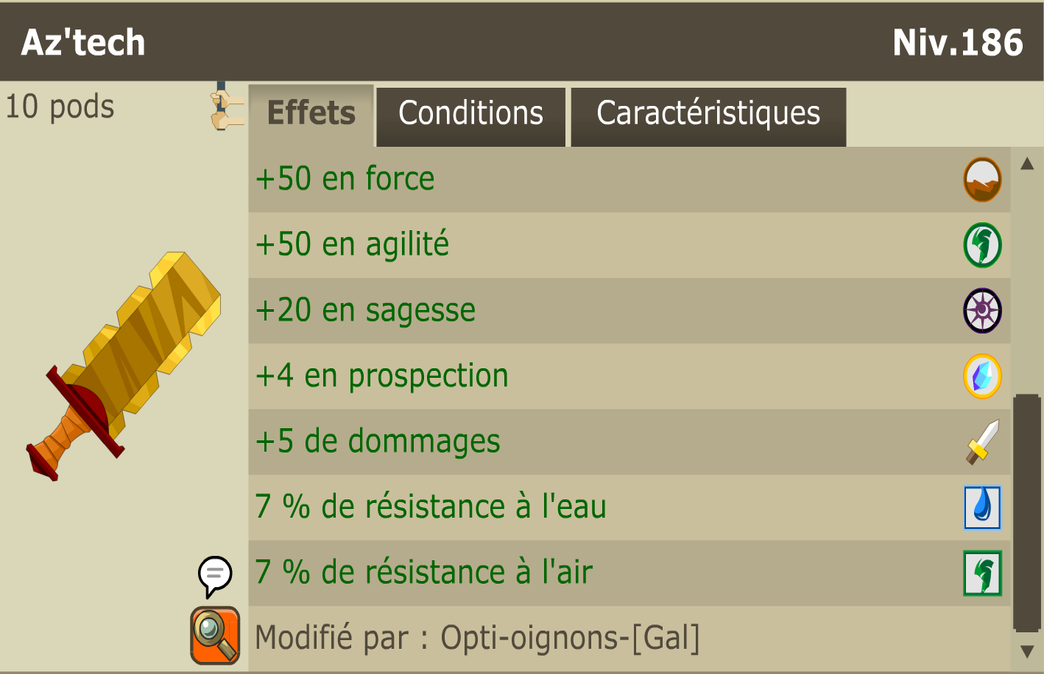 Az'tech
Niv.186
10 pods
Effets
Conditions
Caractéristiques
+50 en force
+50 en agilité
+20 en sagesse
+4 en prospection
+5 de dommages
7 % de résistance à l'eau
7 % de résistance à l'air
Modifié par : Opti-oignons-[Gal]